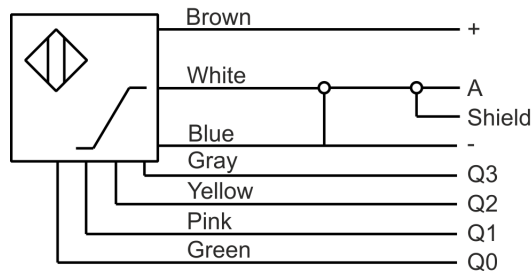 Brown +
White A
Shield
Blue -
Gray Q3
Yellow Q2
Pink Q1
Green Q0